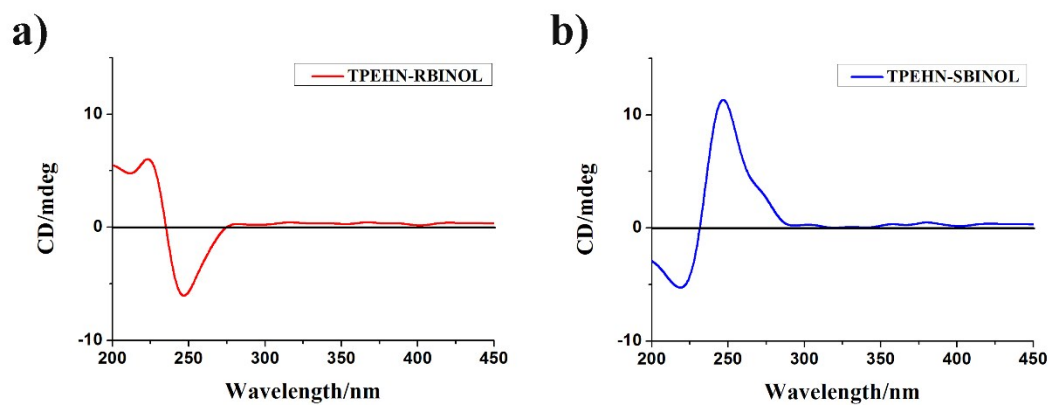 a)
TPEHN-RBINOL
10
0
-10
CD/mdeg
200 250 300 350 400 450
Wavelength/nm
b)
TPEHN-SBINOL
10
0
-10
CD/mdeg
200 250 300 350 400 450
Wavelength/nm